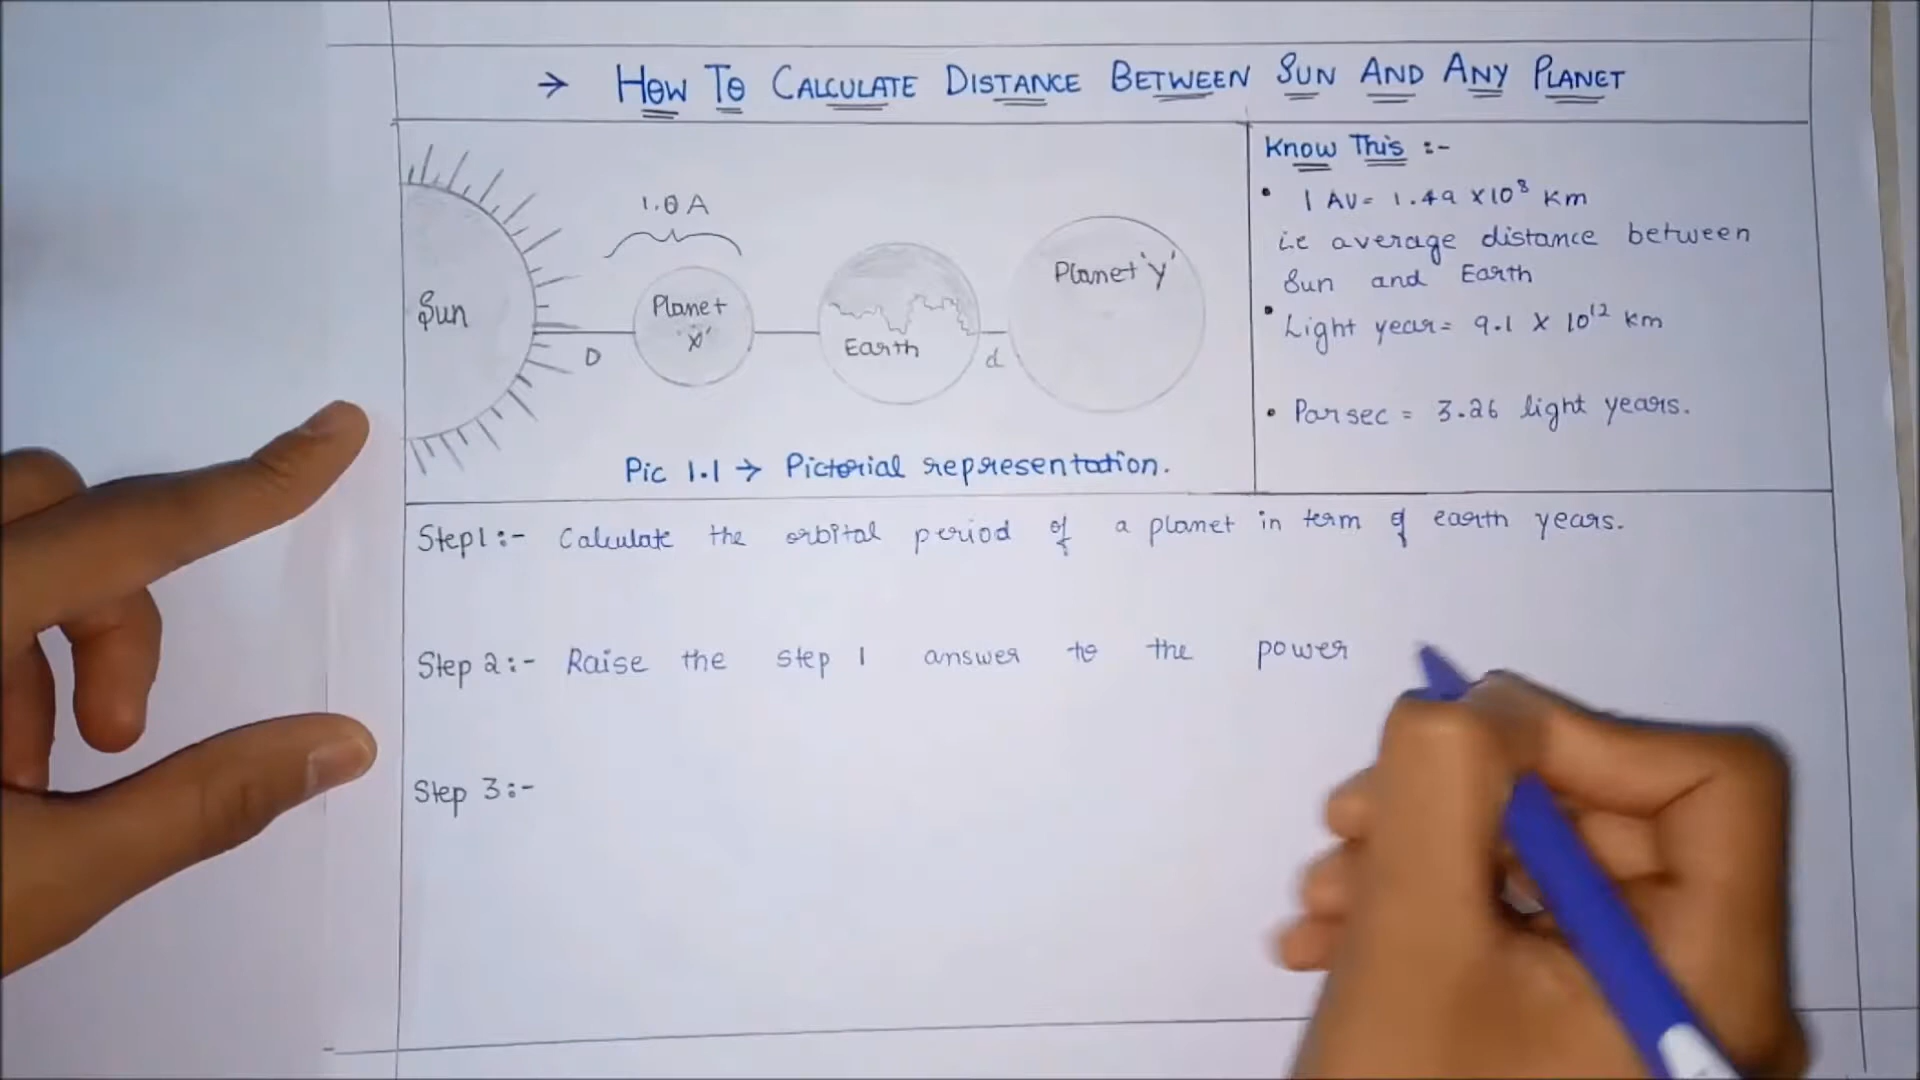 → HOW TO CALCULATE DISTANCE BETWEEN SUN AND ANY PLANET
Sun
D
1.0 A
Planet
'x'
Earth
d
Planet 'y'
Pic 1.1 → Pictorial representation.
Know This :-
• 1 AU = 1.49 x 10⁸ Km
i.e average distance between
Sun and Earth
• Light year = 9.1 x 10¹² km
• Parsec = 3.26 light years.
Step1:- Calculate the orbital period of a planet in term of earth years.
Step 2:- Raise the step 1 answer to the power
Step 3:-